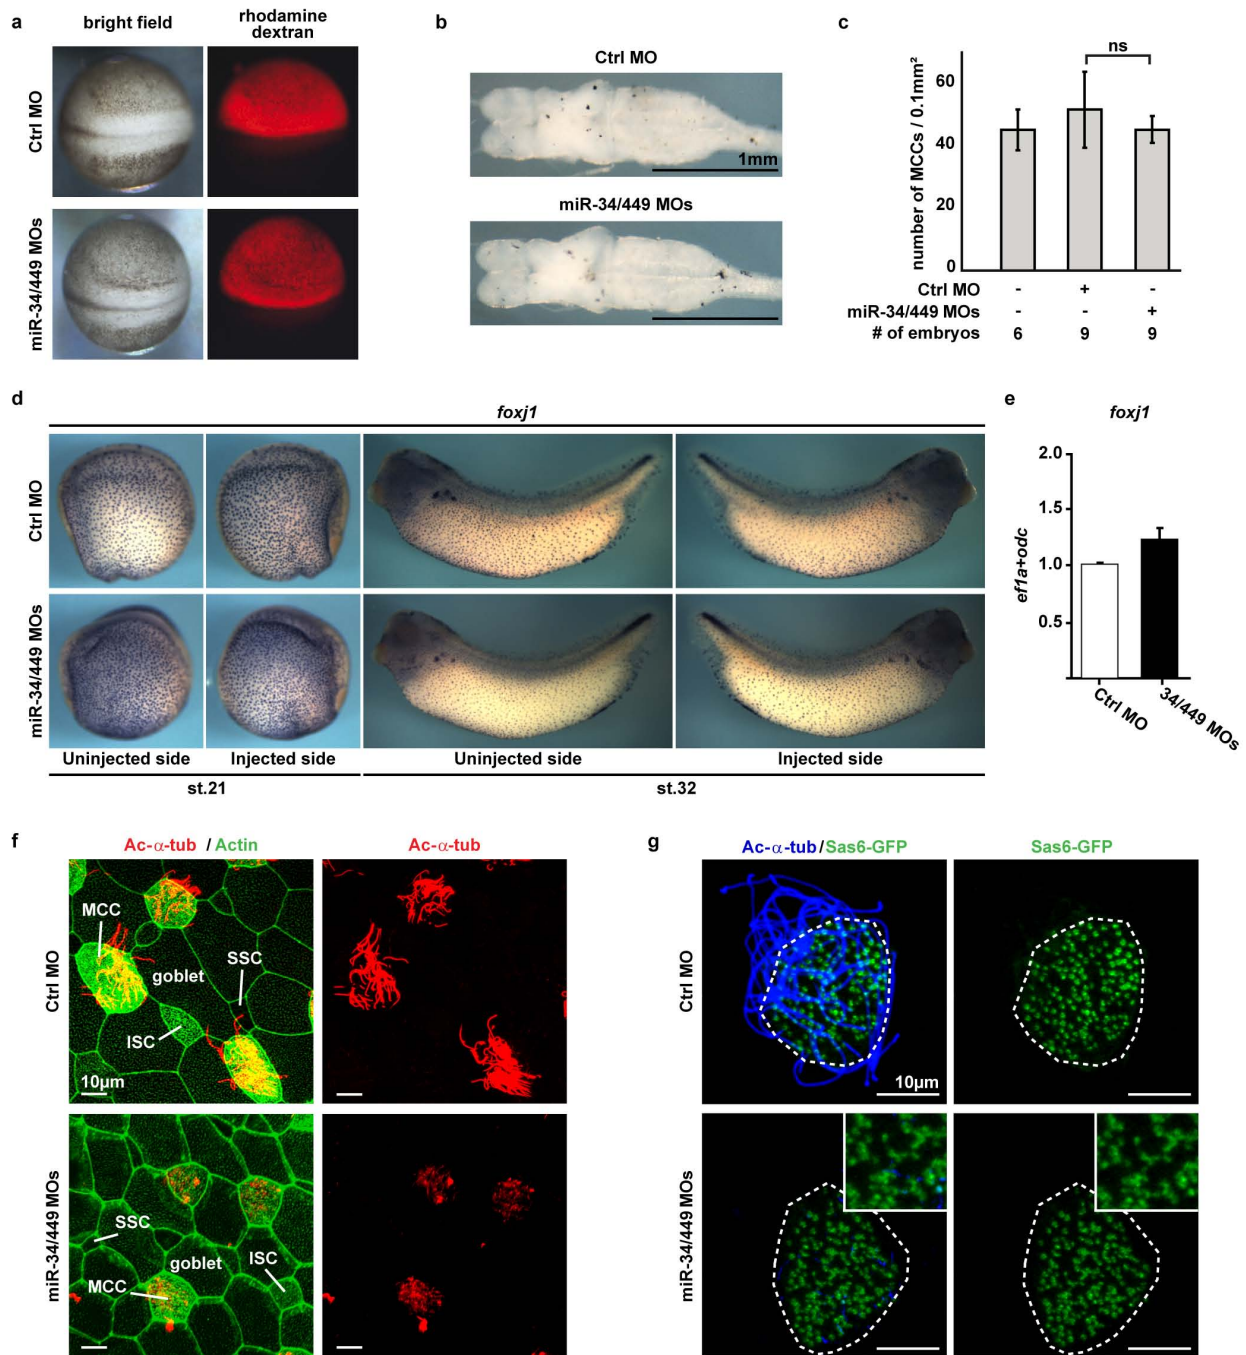 a
bright field
rhodamine
dextran
Ctrl MO
miR-34/449 MOs
b
Ctrl MO
1mm
miR-34/449 MOs
c
number of MCCs / 0.1mm²
60
40
20
0
ns
Ctrl MO - + -
miR-34/449 MOs - - +
# of embryos 6 9 9
d
foxj1
Ctrl MO
miR-34/449 MOs
Uninjected side Injected side Uninjected side Injected side
st.21 st.32
e
foxj1
ef1a+odc
2.0
1.5
1.0
0.5
Ctrl MO
34/449 MOs
f
Ac-α-tub / Actin
Ac-α-tub
Ctrl MO
MCC
goblet
SSC
ISC
10µm
miR-34/449 MOs
SSC
goblet
ISC
MCC
g
Ac-α-tub/Sas6-GFP
Sas6-GFP
Ctrl MO
10µm
miR-34/449 MOs